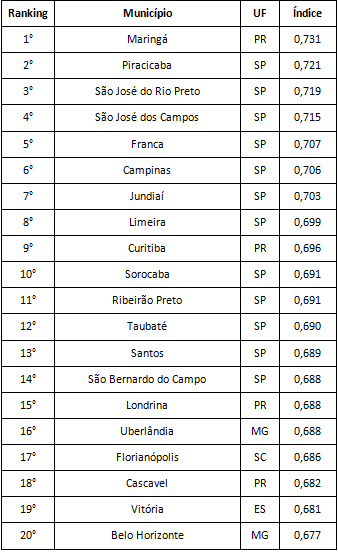 Ranking Município UF Índice
1° Maringá PR 0,731
2° Piracicaba SP 0,721
3° São José do Rio Preto SP 0,719
4° São José dos Campos SP 0,715
5° Franca SP 0,707
6° Campinas SP 0,706
7° Jundiaí SP 0,703
8° Limeira SP 0,699
9° Curitiba PR 0,696
10° Sorocaba SP 0,691
11° Ribeirão Preto SP 0,691
12° Taubaté SP 0,690
13° Santos SP 0,689
14° São Bernardo do Campo SP 0,688
15° Londrina PR 0,688
16° Uberlândia MG 0,688
17° Florianópolis SC 0,686
18° Cascavel PR 0,682
19° Vitória ES 0,681
20° Belo Horizonte MG 0,677